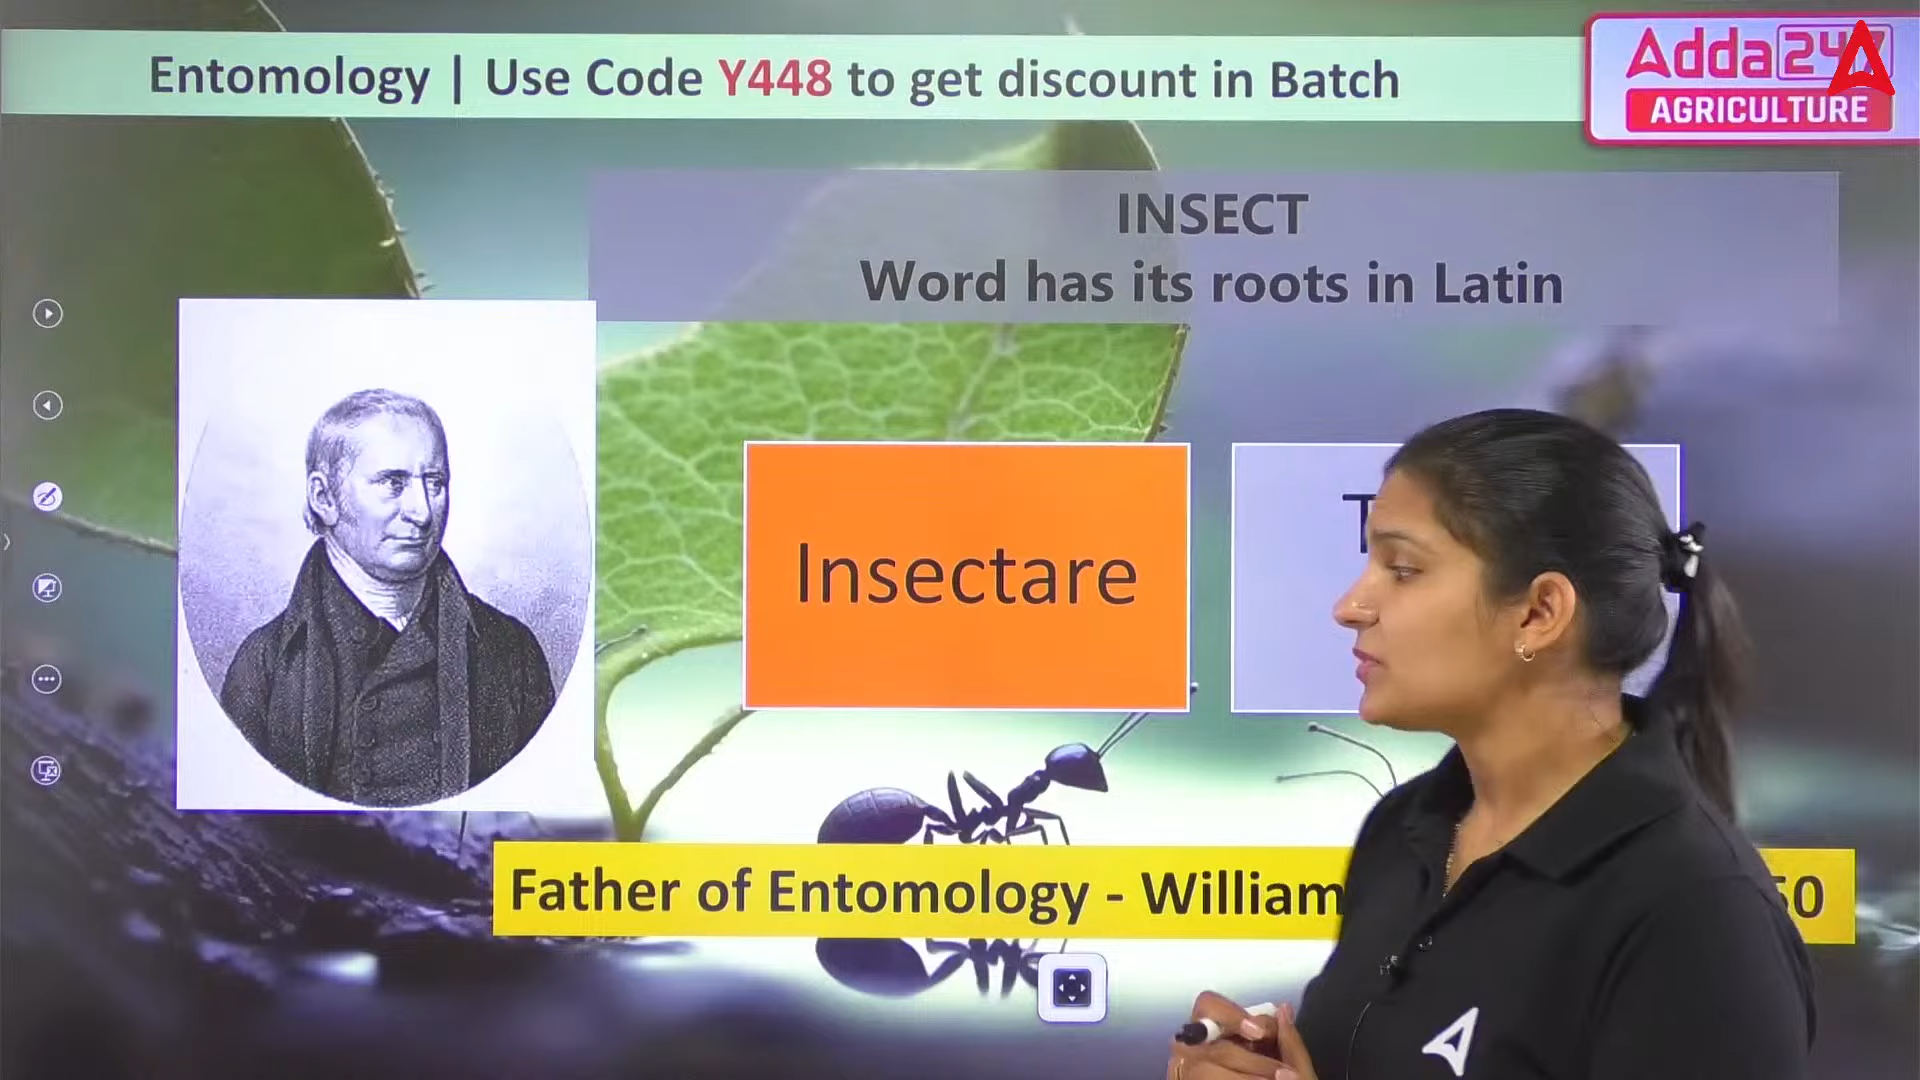 Entomology | Use Code Y448 to get discount in Batch
Adda247
AGRICULTURE
INSECT
Word has its roots in Latin
Insectare
Father of Entomology - William